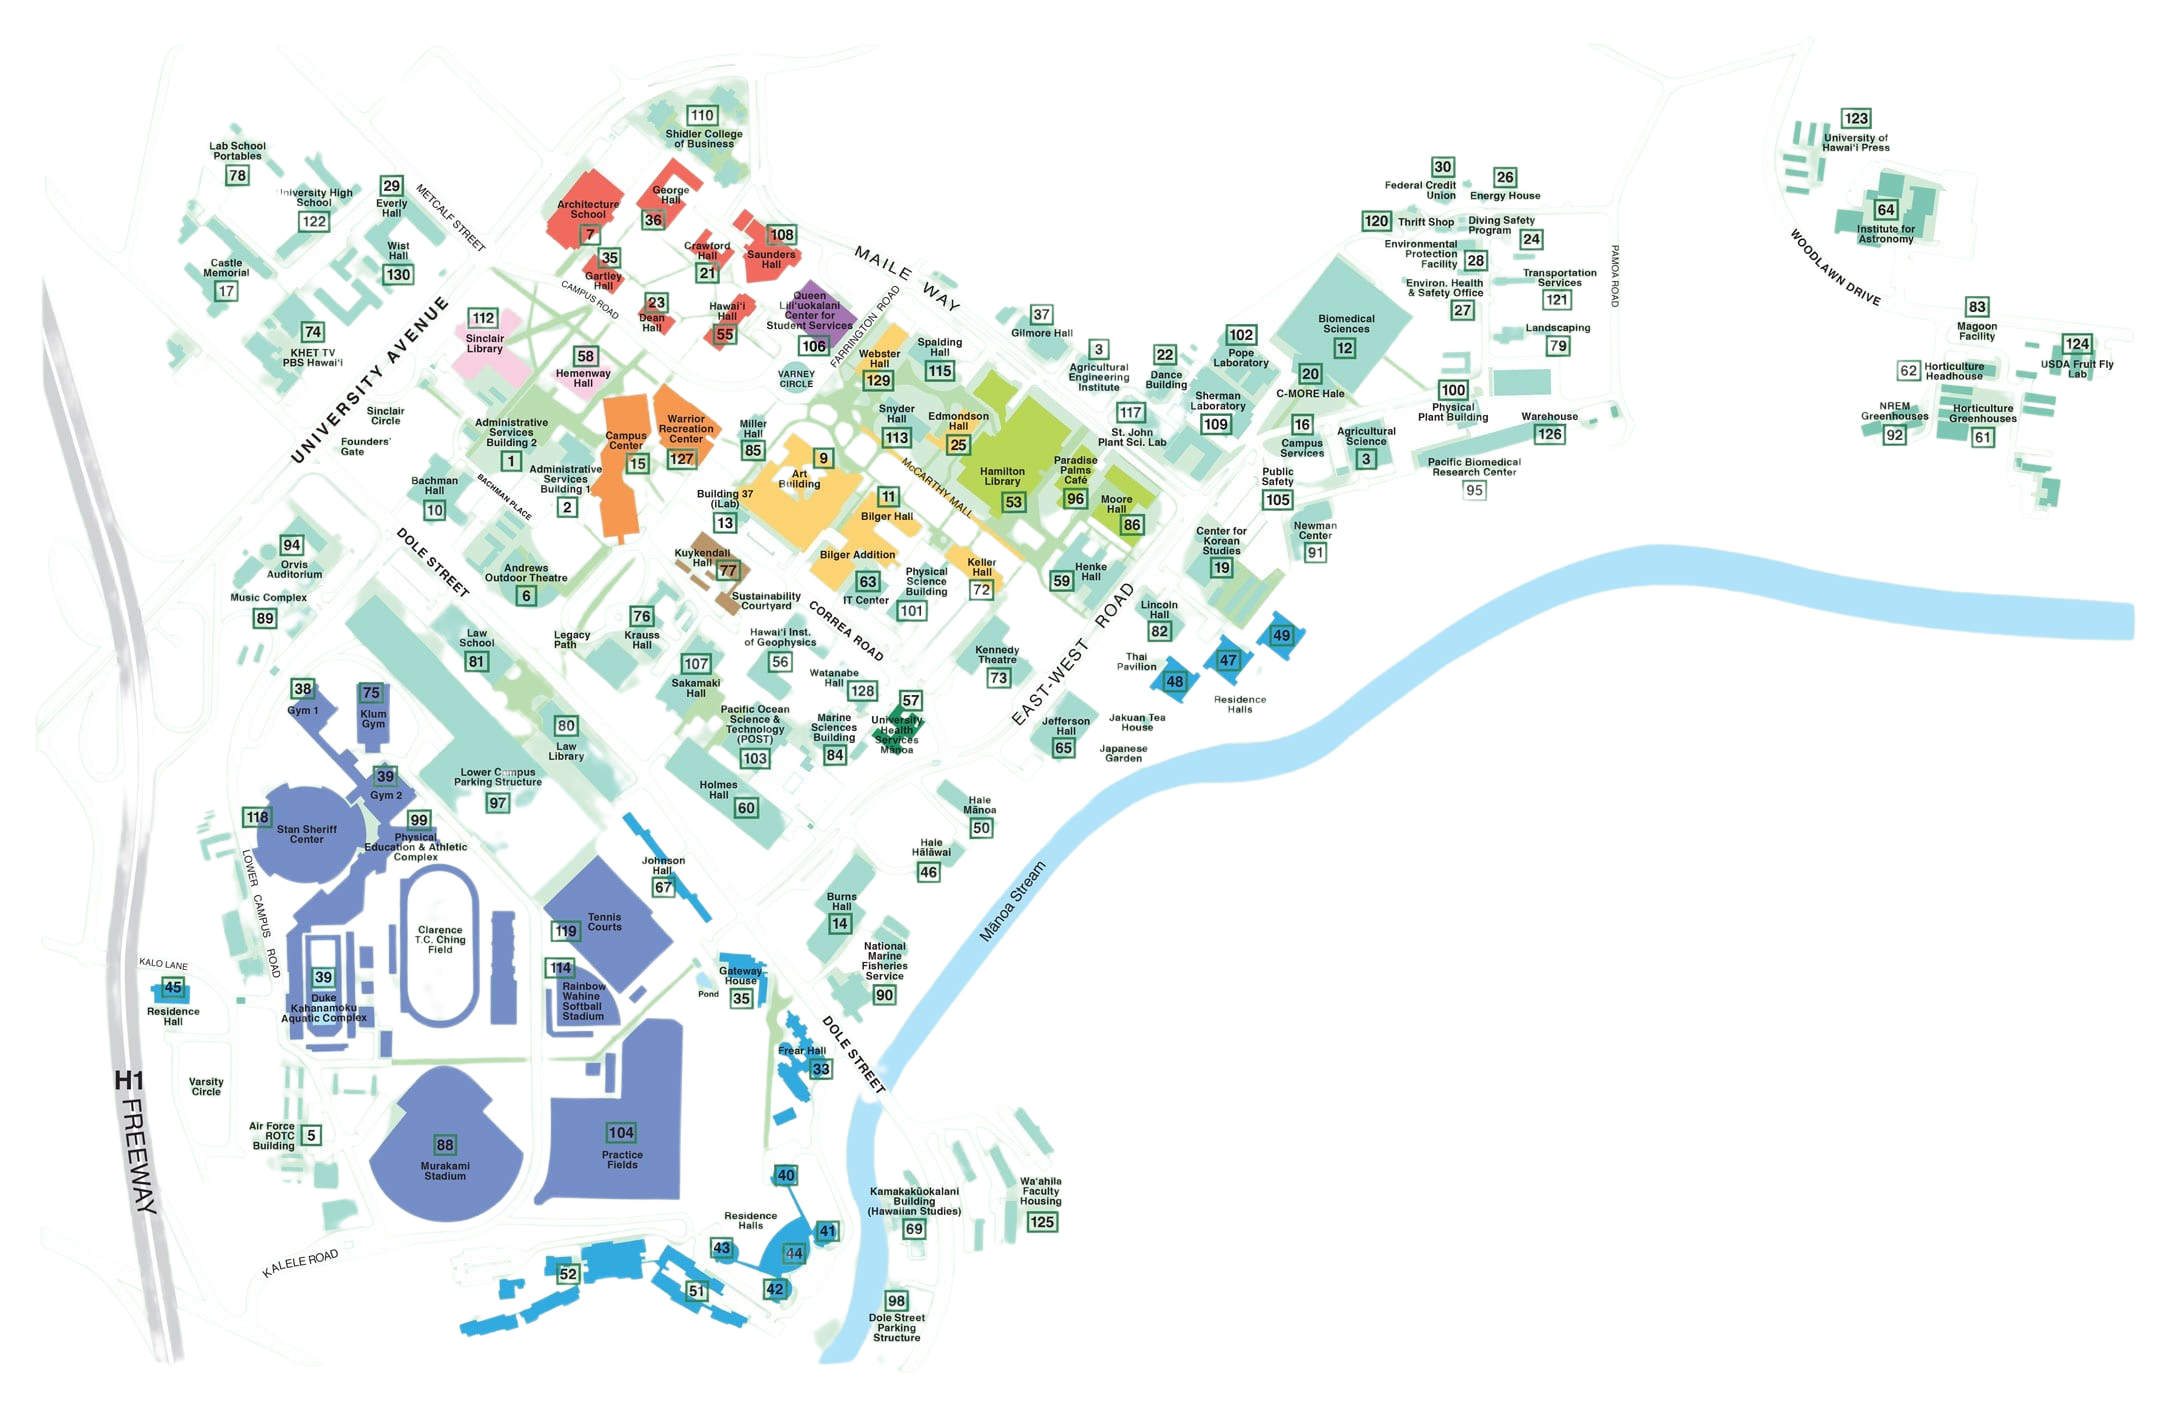 110
Shidler College
of Business
123
University of
Hawai'i Press
Lab School
Portables
78
University High
School
122
29
Everly
Hall
METCALF STREET
Wist
Hall
130
Castle
Memorial
17
74
KHET TV
PBS Hawai'i
UNIVERSITY AVENUE
Architecture
School
7
George
Hall
36
35
Gartley
Hall
Crawford
Hall
21
108
Saunders
Hall
CAMPUS ROAD
23
Dean
Hall
Hawai'i
Hall
55
Queen
Lili'uokalani
Center for
Student Services
106
MAILE WAY
FARRINGTON ROAD
VARNEY
CIRCLE
30
Federal Credit
Union
26
Energy House
120
Thrift Shop
Diving Safety
Program
24
Environmental
Protection
Facility
28
Environ. Health
& Safety Office
27
Transportation
Services
121
Landscaping
79
PAMOA ROAD
64
Institute for
Astronomy
WOODLAWN DRIVE
83
Magoon
Facility
124
USDA Fruit Fly
Lab
62
Horticulture
Headhouse
NREM
Greenhouses
92
Horticulture
Greenhouses
61
112
Sinclair
Library
58
Hemenway
Hall
Sinclair
Circle
Founders'
Gate
Administrative
Services
Building 2
1
Administrative
Services
Building 1
2
Campus
Center
15
Warrior
Recreation
Center
127
Miller
Hall
85
Webster
Hall
129
Spalding
Hall
115
37
Gilmore Hall
3
Agricultural
Engineering
Institute
22
Dance
Building
102
Pope
Laboratory
Biomedical
Sciences
12
20
C-MORE Hale
100
Physical
Plant Building
Warehouse
126
Pacific Biomedical
Research Center
95
Snyder
Hall
113
Edmondson
Hall
25
117
St. John
Plant Sci. Lab
Sherman
Laboratory
109
16
Campus
Services
Agricultural
Science
3
Public
Safety
105
Newman
Center
91
Bachman
Hall
10
BACHMAN PLACE
Building 37
(iLab)
13
9
Art
Building
McCARTHY MALL
Hamilton
Library
53
Paradise
Palms
Café
96
Moore
Hall
86
11
Bilger Hall
Bilger Addition
63
IT Center
Physical
Science
Building
101
Keller
Hall
72
59
Henke
Hall
Center for
Korean
Studies
19
94
Orvis
Auditorium
Music Complex
89
DOLE STREET
Andrews
Outdoor Theatre
6
Kuykendall
Hall
77
Sustainability
Courtyard
CORREA ROAD
Legacy
Path
76
Krauss
Hall
Hawai'i Inst.
of Geophysics
56
Law
School
81
107
Sakamaki
Hall
Watanabe
Hall
128
Kennedy
Theatre
73
EAST-WEST ROAD
Lincoln
Hall
82
Thai
Pavilion
48
47
49
Residence
Halls
Jakuan Tea
House
Japanese
Garden
Jefferson
Hall
65
38
Gym 1
75
Klum
Gym
80
Law
Library
Pacific Ocean
Science &
Technology
(POST)
103
Marine
Sciences
Building
84
57
University
Health
Services
Mānoa
Lower Campus
Parking Structure
97
Holmes
Hall
60
39
Gym 2
118
Stan Sheriff
Center
99
Physical
Education & Athletic
Complex
Hale
Mānoa
50
Hale
Hālāwai
46
Mānoa Stream
LOWER CAMPUS ROAD
Johnson
Hall
67
119
Tennis
Courts
Clarence
T.C. Ching
Field
114
Rainbow
Wahine
Softball
Stadium
39
Duke
Kahanamoku
Aquatic Complex
Burns
Hall
14
National
Marine
Fisheries
Service
90
KALO LANE
45
Residence
Hall
Pond
Gateway
House
35
DOLE STREET
Frear Hall
33
Varsity
Circle
H1 FREEWAY
Air Force
ROTC
Building
5
88
Murakami
Stadium
104
Practice
Fields
40
41
42
43
44
Residence
Halls
52
51
KALELE ROAD
Kamakakūokalani
Building
(Hawaiian Studies)
69
Wa'ahila
Faculty
Housing
125
98
Dole Street
Parking
Structure